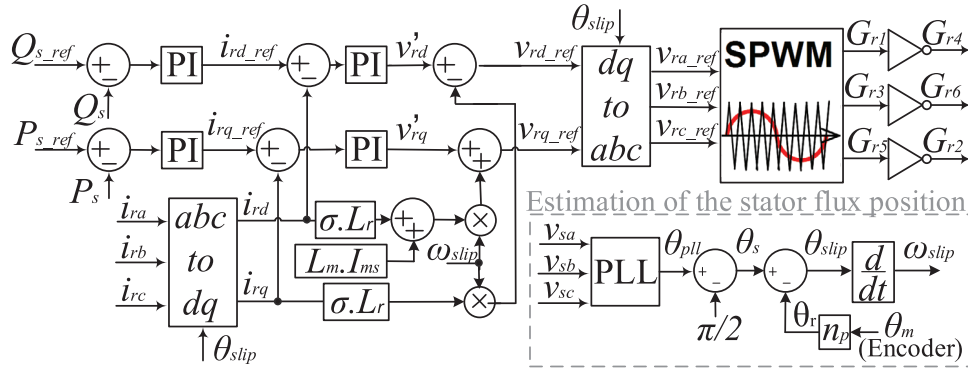 θslip
Qs_ref + − PI ird_ref + − PI v'rd + − vrd_ref
Qs
dq to abc
vra_ref
vrb_ref
vrc_ref
SPWM
Gr1 Gr4
Gr3 Gr6
Gr5 Gr2
Ps_ref + − PI irq_ref + − PI v'rq + + vrq_ref
Ps
ira
irb
irc
abc to dq
ird
irq
θslip
σ.Lr + + ×
Lm.Ims
ωslip
σ.Lr ×
Estimation of the stator flux position
vsa
vsb
vsc
PLL
θpll + − θs + − θslip d/dt ωslip
π/2
θr np θm
(Encoder)